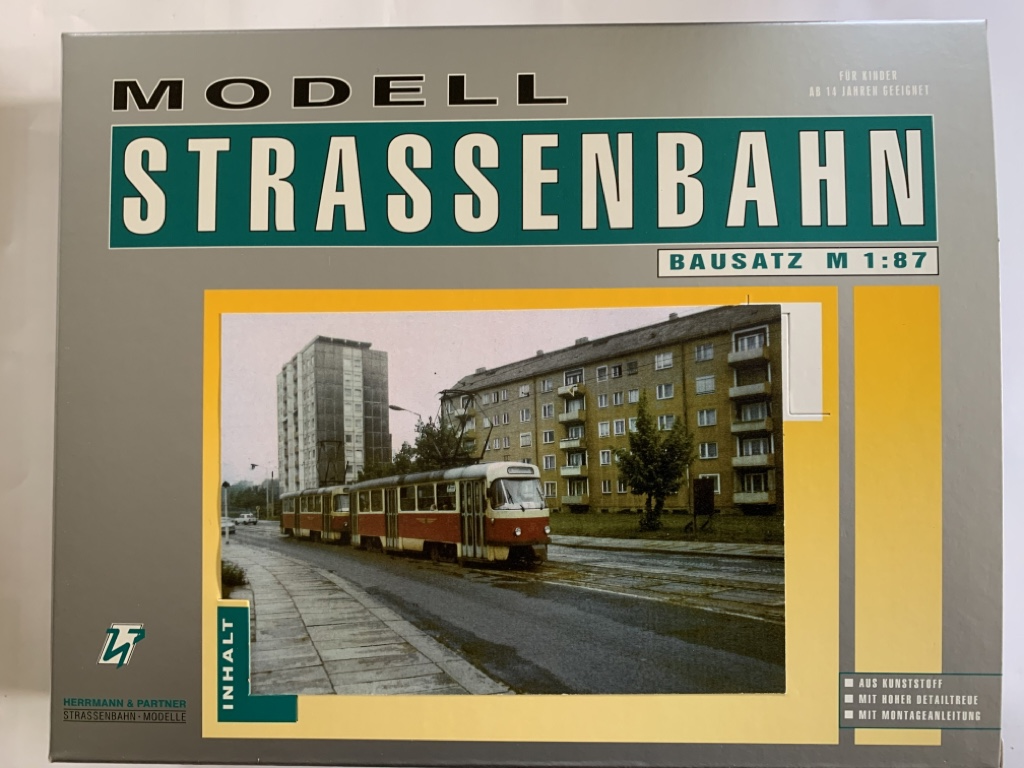 MODELL
FÜR KINDER
AB 14 JAHREN GEEIGNET
STRASSENBAHN
BAUSATZ M 1:87
INHALT
HERRMANN & PARTNER
STRASSENBAHN-MODELLE
AUS KUNSTSTOFF
MIT HOHER DETAILTREUE
MIT MONTAGEANLEITUNG